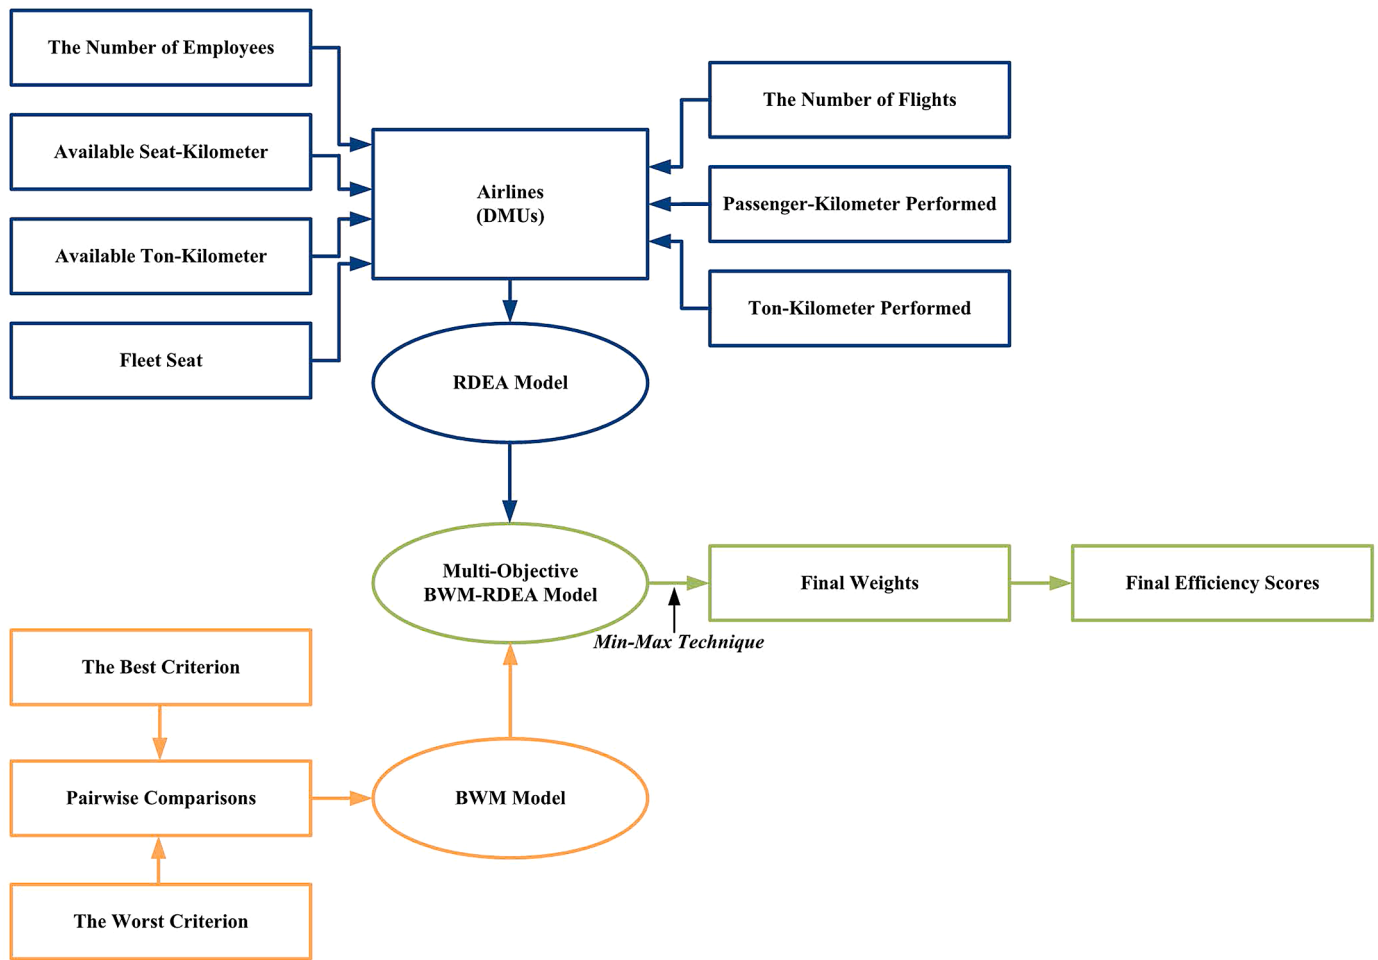 The Number of Employees
Available Seat-Kilometer
Available Ton-Kilometer
Fleet Seat
Airlines
(DMUs)
The Number of Flights
Passenger-Kilometer Performed
Ton-Kilometer Performed
RDEA Model
Multi-Objective
BWM-RDEA Model
Min-Max Technique
Final Weights
Final Efficiency Scores
The Best Criterion
Pairwise Comparisons
The Worst Criterion
BWM Model